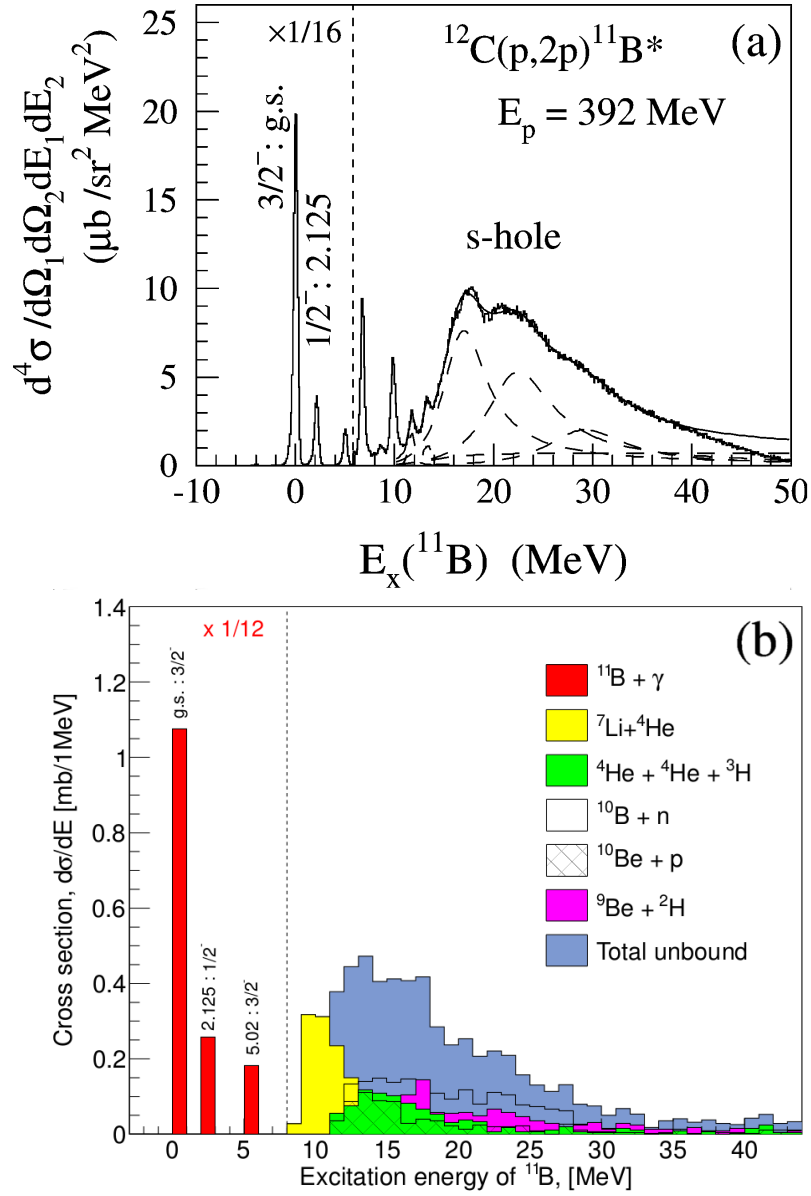 (a)
¹²C(p,2p)¹¹B*
E_p = 392 MeV
×1/16
3/2⁻: g.s.
1/2⁻: 2.125
s-hole
d⁴σ/dΩ₁dΩ₂dE₁dE₂
(μb /sr² MeV²)
25
20
15
10
5
0
-10 0 10 20 30 40 50
E_x(¹¹B) (MeV)
(b)
x 1/12
g.s. : 3/2⁻
2.125 : 1/2⁻
5.02 : 3/2⁻
¹¹B + γ
⁷Li+⁴He
⁴He + ⁴He + ³H
¹⁰B + n
¹⁰Be + p
⁹Be + ²H
Total unbound
Cross section, dσ/dE [mb/1MeV]
1.4
1.2
1
0.8
0.6
0.4
0.2
0
0 5 10 15 20 25 30 35 40
Excitation energy of ¹¹B, [MeV]